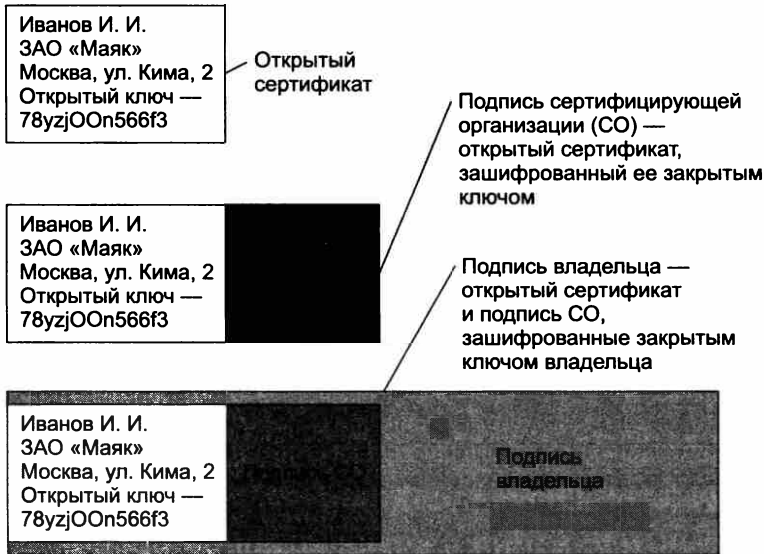 Иванов И. И.
ЗАО «Маяк»
Москва, ул. Кима, 2
Открытый ключ —
78yzjOOn566f3
Открытый
сертификат
Подпись сертифицирующей
организации (СО) —
открытый сертификат,
зашифрованный ее закрытым
ключом
Иванов И. И.
ЗАО «Маяк»
Москва, ул. Кима, 2
Открытый ключ —
78yzjOOn566f3
Подпись владельца —
открытый сертификат
и подпись СО,
зашифрованные закрытым
ключом владельца
Иванов И. И.
ЗАО «Маяк»
Москва, ул. Кима, 2
Открытый ключ —
78yzjOOn566f3
Подпись
владельца